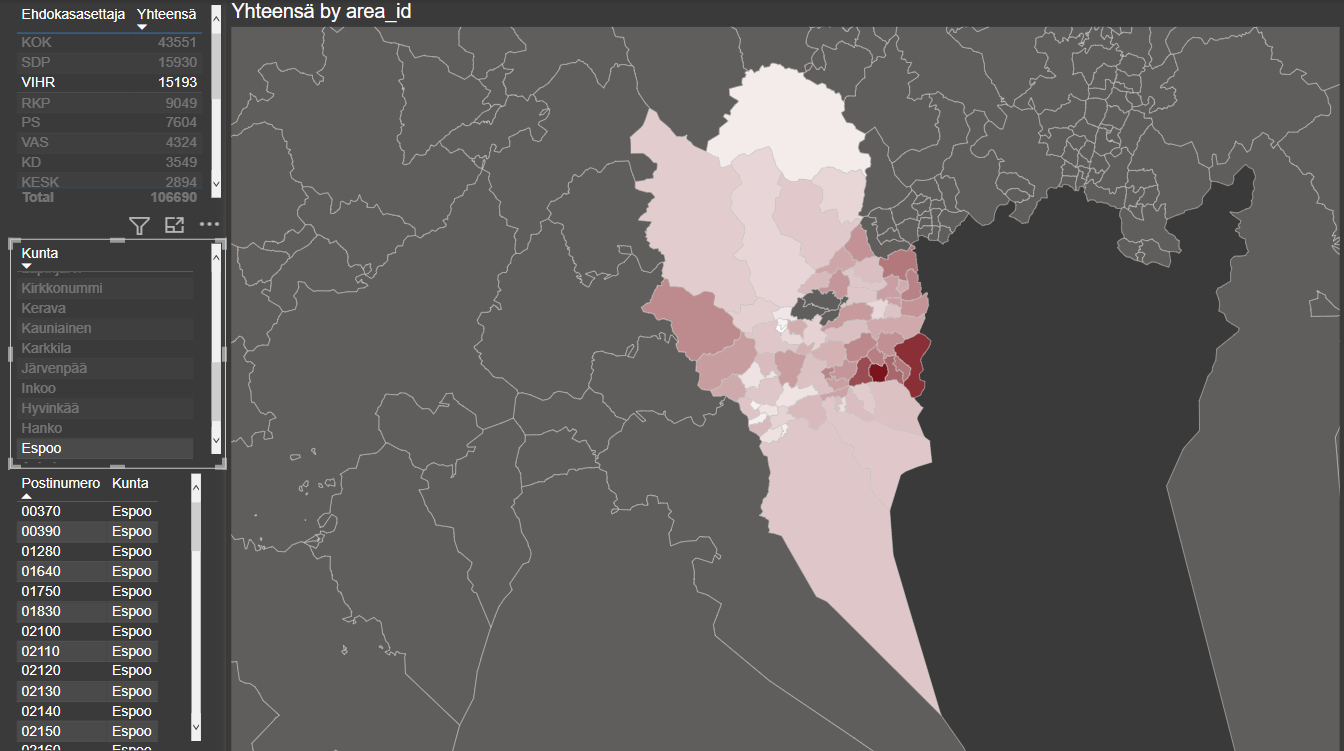 Ehdokasasettaja Yhteensä
KOK 43551
SDP 15930
VIHR 15193
RKP 9049
PS 7604
VAS 4324
KD 3549
KESK 2894
Total 106690
Yhteensä by area_id
Kunta
Kirkkonummi
Kerava
Kauniainen
Karkkila
Järvenpää
Inkoo
Hyvinkää
Hanko
Espoo
Postinumero Kunta
00370 Espoo
00390 Espoo
01280 Espoo
01640 Espoo
01750 Espoo
01830 Espoo
02100 Espoo
02110 Espoo
02120 Espoo
02130 Espoo
02140 Espoo
02150 Espoo
02160 Espoo